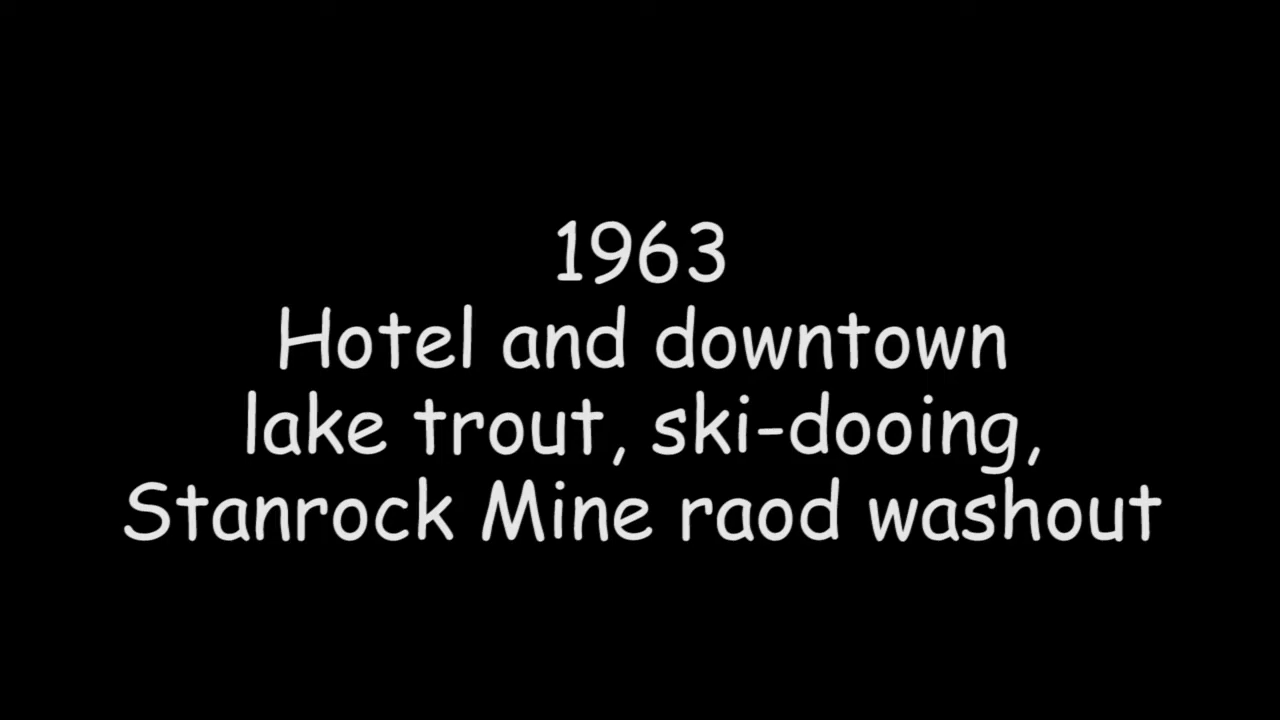 1963
Hotel and downtown
lake trout, ski-dooing,
Stanrock Mine raod washout